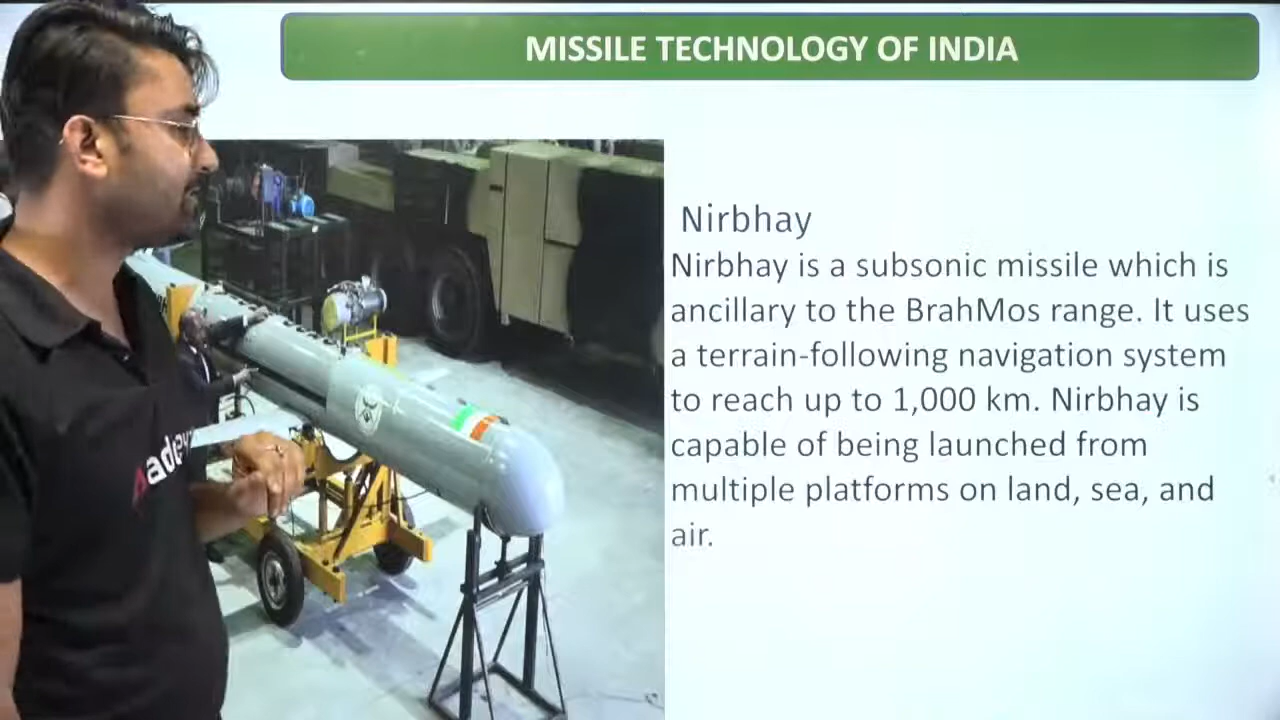 MISSILE TECHNOLOGY OF INDIA
Nirbhay
Nirbhay is a subsonic missile which is
ancillary to the BrahMos range. It uses
a terrain-following navigation system
to reach up to 1,000 km. Nirbhay is
capable of being launched from
multiple platforms on land, sea, and
air.